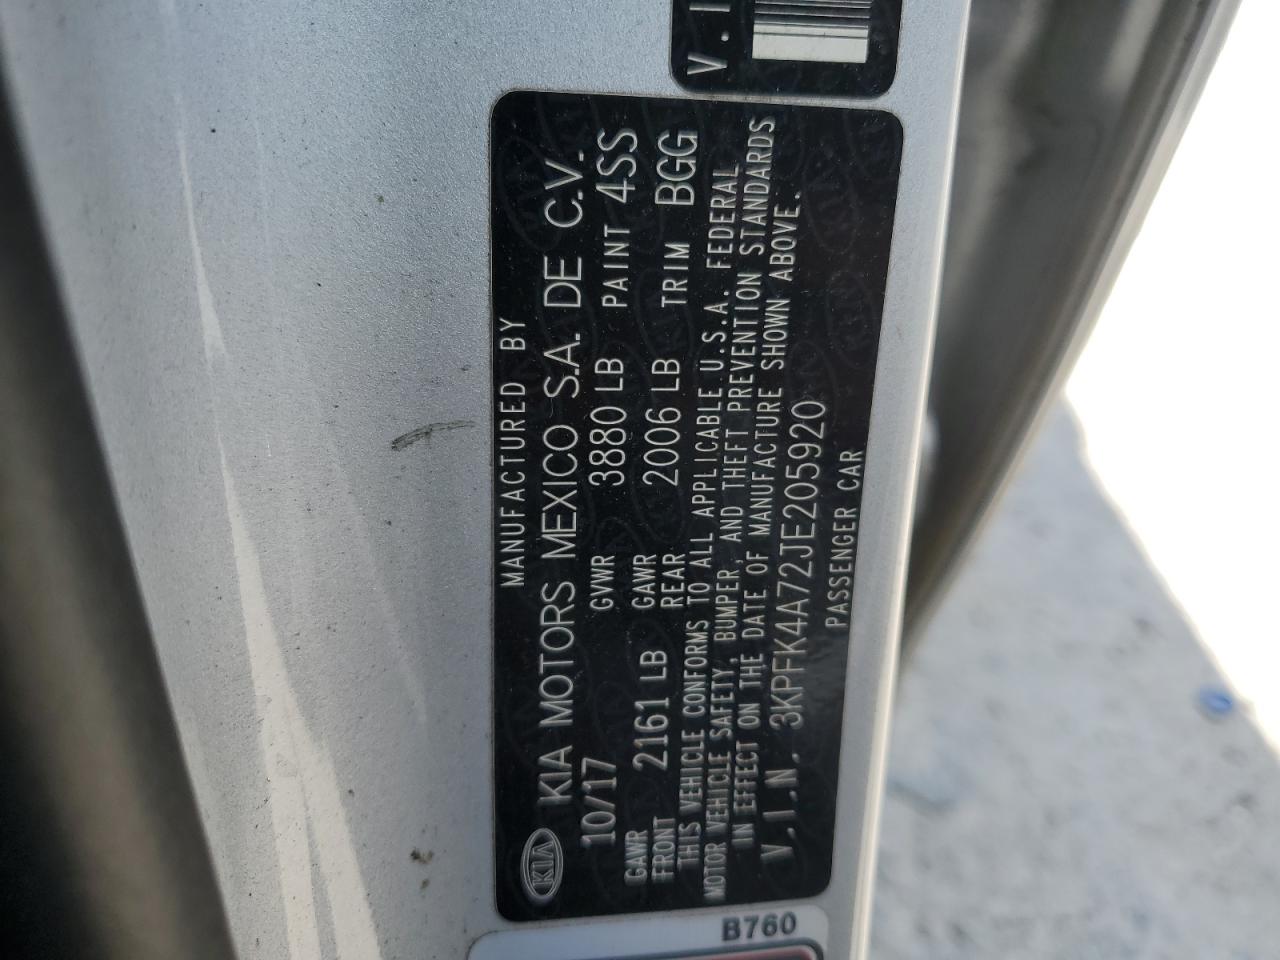 V.I
MANUFACTURED BY
KIA KIA MOTORS MEXICO S.A. DE C.V.
10/17 GVWR 3880 LB PAINT 4SS
GAWR FRONT 2161 LB GAWR REAR 2006 LB TRIM BGG
THIS VEHICLE CONFORMS TO ALL APPLICABLE U.S.A. FEDERAL
MOTOR VEHICLE SAFETY, BUMPER, AND THEFT PREVENTION STANDARDS
IN EFFECT ON THE DATE OF MANUFACTURE SHOWN ABOVE.
V.I.N. 3KPFK4A72JE205920
PASSENGER CAR
B760